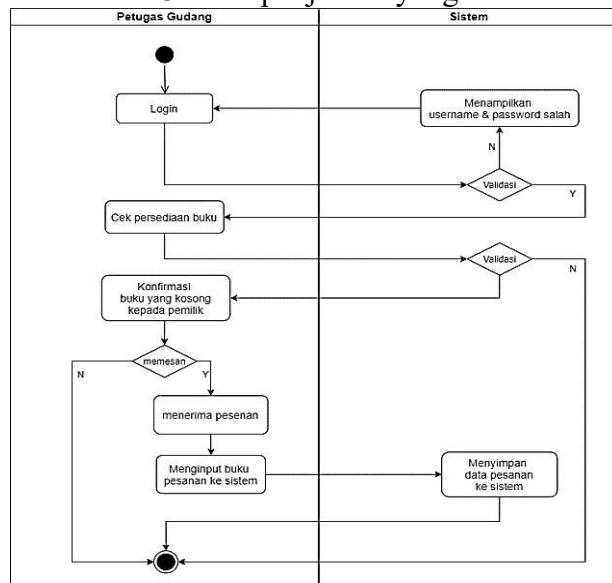 Petugas Gudang
Sistem
Login
Menampilkan
username & password salah
N
Validasi
Y
Cek persediaan buku
Validasi
N
Konfirmasi
buku yang kosong
kepada pemilik
memesan
N
Y
menerima pesenan
Menginput buku
pesanan ke sistem
Menyimpan
data pesanan
ke sistem